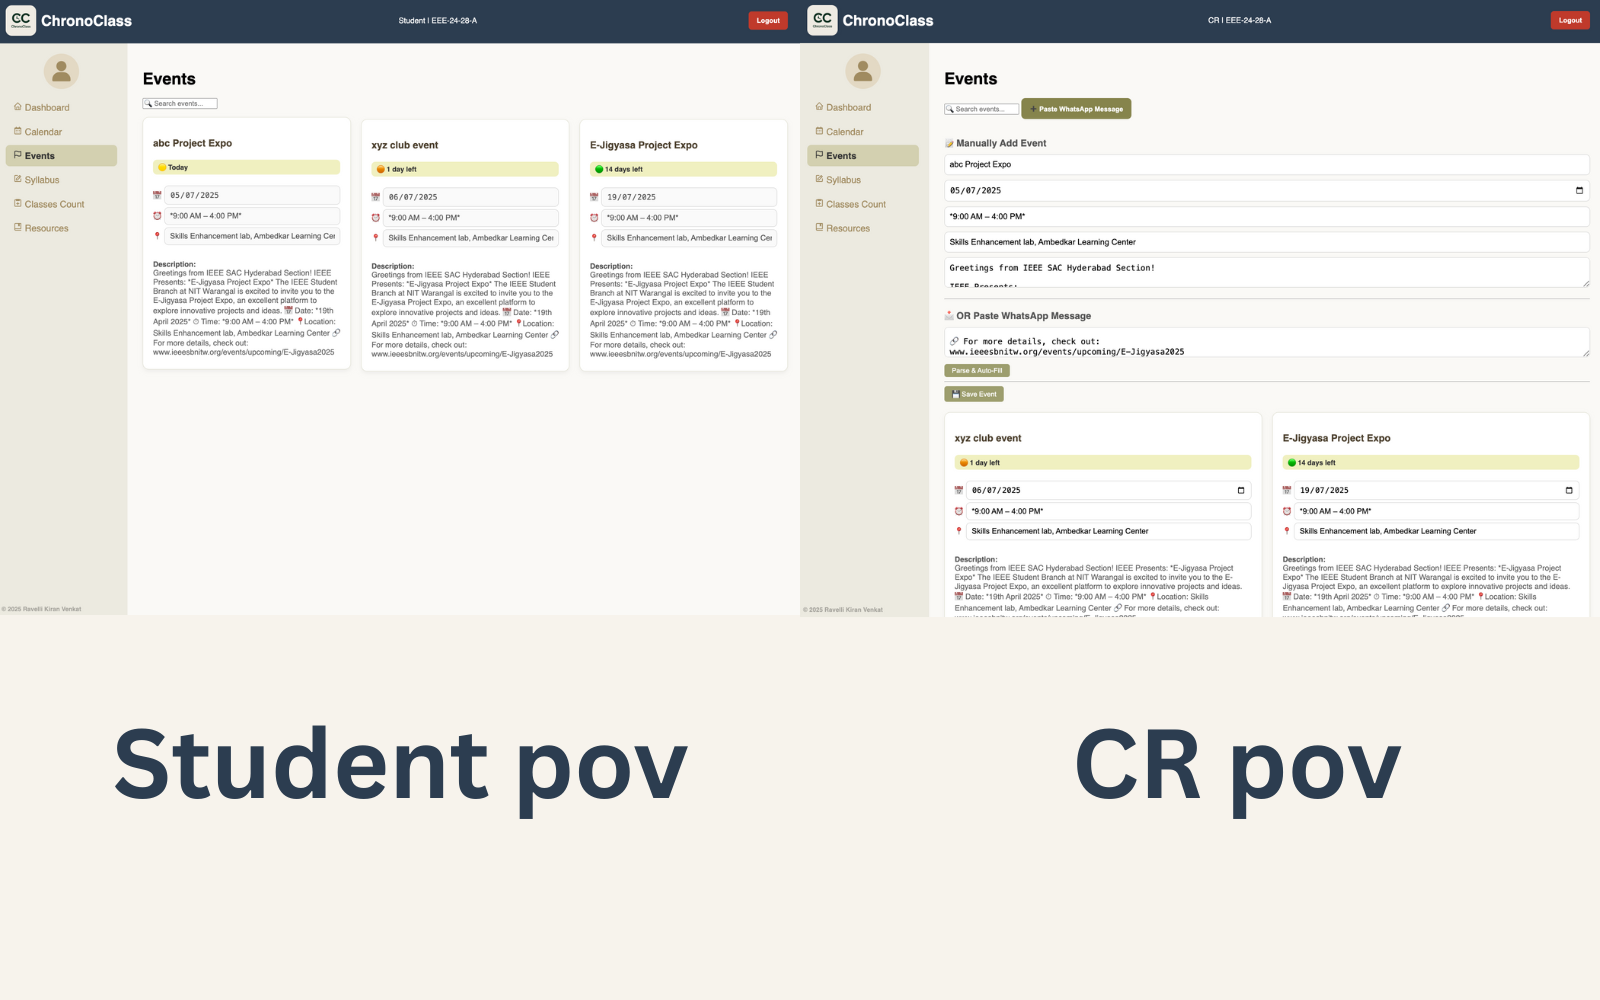 CC
ChronoClass
ChronoClass
Student | EEE-24-28-A
Logout
Dashboard
Calendar
Events
Syllabus
Classes Count
Resources
© 2025 Ravelli Kiran Venkat
Events
Search events...
abc Project Expo
Today
05/07/2025
*9:00 AM – 4:00 PM*
Skills Enhancement lab, Ambedkar Learning Cer
Description:
Greetings from IEEE SAC Hyderabad Section! IEEE
Presents: *E-Jigyasa Project Expo* The IEEE Student
Branch at NIT Warangal is excited to invite you to the
E-Jigyasa Project Expo, an excellent platform to
explore innovative projects and ideas. 📅 Date: *19th
April 2025* ⏱ Time: *9:00 AM – 4:00 PM* 📍Location:
Skills Enhancement lab, Ambedkar Learning Center 🔗
For more details, check out:
www.ieeesbnitw.org/events/upcoming/E-Jigyasa2025
xyz club event
1 day left
06/07/2025
*9:00 AM – 4:00 PM*
Skills Enhancement lab, Ambedkar Learning Cer
Description:
Greetings from IEEE SAC Hyderabad Section! IEEE
Presents: *E-Jigyasa Project Expo* The IEEE Student
Branch at NIT Warangal is excited to invite you to the
E-Jigyasa Project Expo, an excellent platform to
explore innovative projects and ideas. 📅 Date: *19th
April 2025* ⏱ Time: *9:00 AM – 4:00 PM* 📍Location:
Skills Enhancement lab, Ambedkar Learning Center 🔗
For more details, check out:
www.ieeesbnitw.org/events/upcoming/E-Jigyasa2025
E-Jigyasa Project Expo
14 days left
19/07/2025
*9:00 AM – 4:00 PM*
Skills Enhancement lab, Ambedkar Learning Cer
Description:
Greetings from IEEE SAC Hyderabad Section! IEEE
Presents: *E-Jigyasa Project Expo* The IEEE Student
Branch at NIT Warangal is excited to invite you to the
E-Jigyasa Project Expo, an excellent platform to
explore innovative projects and ideas. 📅 Date: *19th
April 2025* ⏱ Time: *9:00 AM – 4:00 PM* 📍Location:
Skills Enhancement lab, Ambedkar Learning Center 🔗
For more details, check out:
www.ieeesbnitw.org/events/upcoming/E-Jigyasa2025
CC
ChronoClass
ChronoClass
CR | EEE-24-28-A
Logout
Dashboard
Calendar
Events
Syllabus
Classes Count
Resources
© 2025 Ravelli Kiran Venkat
Events
Search events...
➕ Paste WhatsApp Message
📝 Manually Add Event
abc Project Expo
05/07/2025
*9:00 AM – 4:00 PM*
Skills Enhancement lab, Ambedkar Learning Center
Greetings from IEEE SAC Hyderabad Section!
IEEE Presents:
OR Paste WhatsApp Message
🔗 For more details, check out:
www.ieeesbnitw.org/events/upcoming/E-Jigyasa2025
Parse & Auto-Fill
💾 Save Event
xyz club event
1 day left
06/07/2025
*9:00 AM – 4:00 PM*
Skills Enhancement lab, Ambedkar Learning Center
Description:
Greetings from IEEE SAC Hyderabad Section! IEEE Presents: *E-Jigyasa Project
Expo* The IEEE Student Branch at NIT Warangal is excited to invite you to the E-
Jigyasa Project Expo, an excellent platform to explore innovative projects and ideas.
📅 Date: *19th April 2025* ⏱ Time: *9:00 AM – 4:00 PM* 📍Location: Skills
Enhancement lab, Ambedkar Learning Center 🔗 For more details, check out:
www.ieeesbnitw.org/events/upcoming/E-Jigyasa2025
E-Jigyasa Project Expo
14 days left
19/07/2025
*9:00 AM – 4:00 PM*
Skills Enhancement lab, Ambedkar Learning Center
Description:
Greetings from IEEE SAC Hyderabad Section! IEEE Presents: *E-Jigyasa Project
Expo* The IEEE Student Branch at NIT Warangal is excited to invite you to the E-
Jigyasa Project Expo, an excellent platform to explore innovative projects and ideas.
📅 Date: *19th April 2025* ⏱ Time: *9:00 AM – 4:00 PM* 📍Location: Skills
Enhancement lab, Ambedkar Learning Center 🔗 For more details, check out:
www.ieeesbnitw.org/events/upcoming/E-Jigyasa2025
Student pov
CR pov